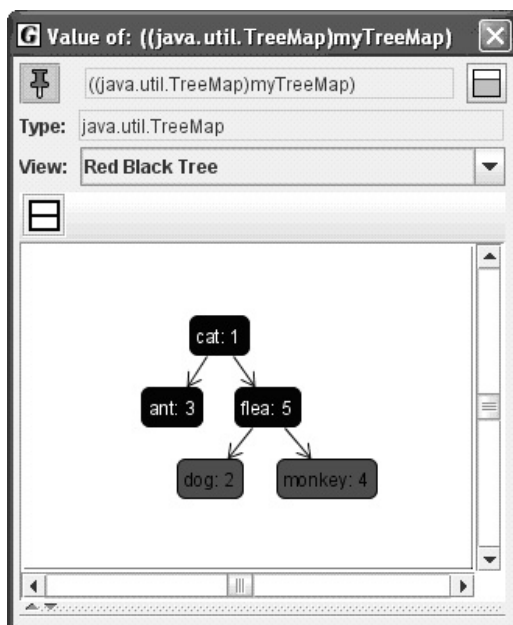 G Value of: ((java.util.TreeMap)myTreeMap)
((java.util.TreeMap)myTreeMap)
Type: java.util.TreeMap
View: Red Black Tree
cat: 1
ant: 3 flea: 5
dog: 2 monkey: 4